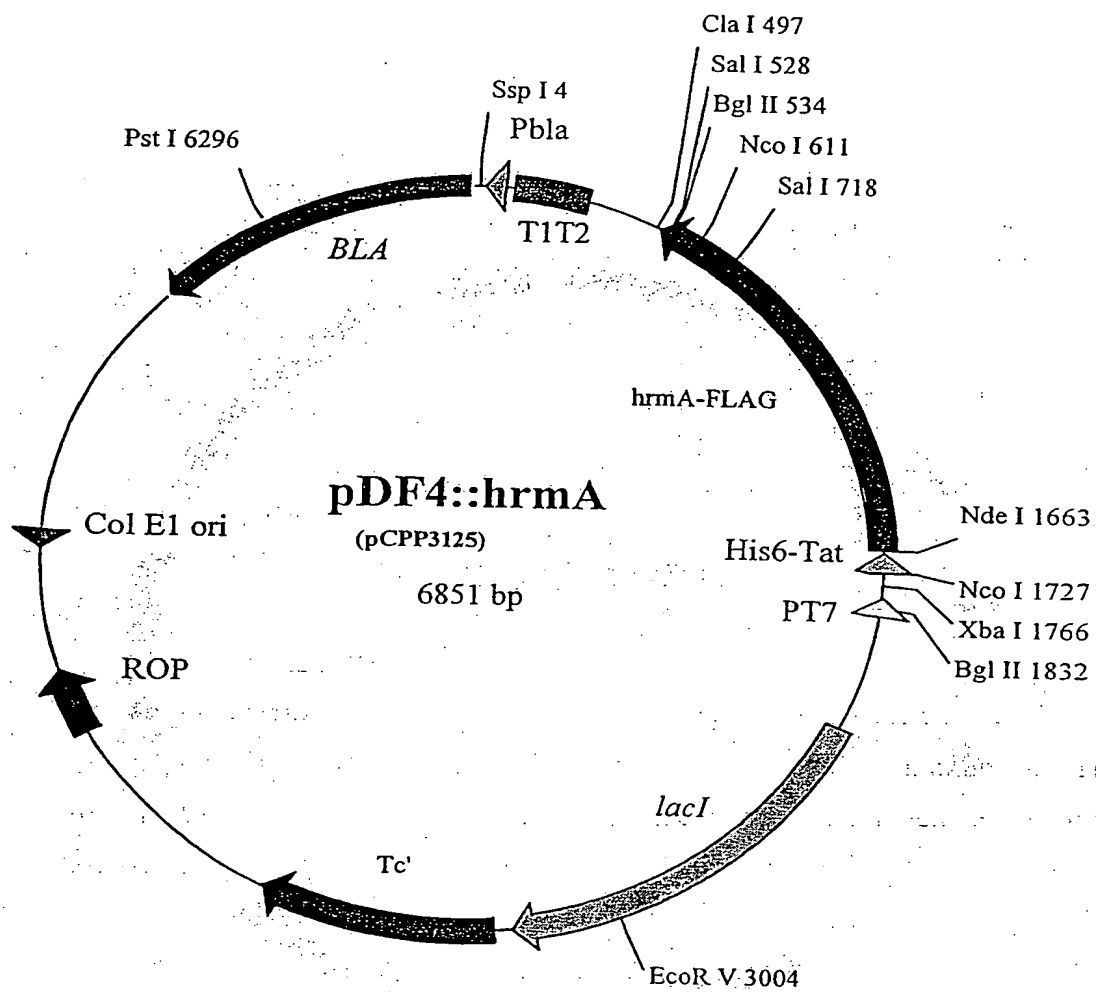 Cla I 497
Sal I 528
Bgl II 534
Nco I 611
Sal I 718
Ssp I 4
Pbla
Pst I 6296
T1T2
BLA
hrmA-FLAG
pDF4::hrmA
(pCPP3125)
6851 bp
Col E1 ori
Nde I 1663
His6-Tat
Nco I 1727
PT7
Xba I 1766
Bgl II 1832
ROP
lacI
Tc'
EcoR V 3004